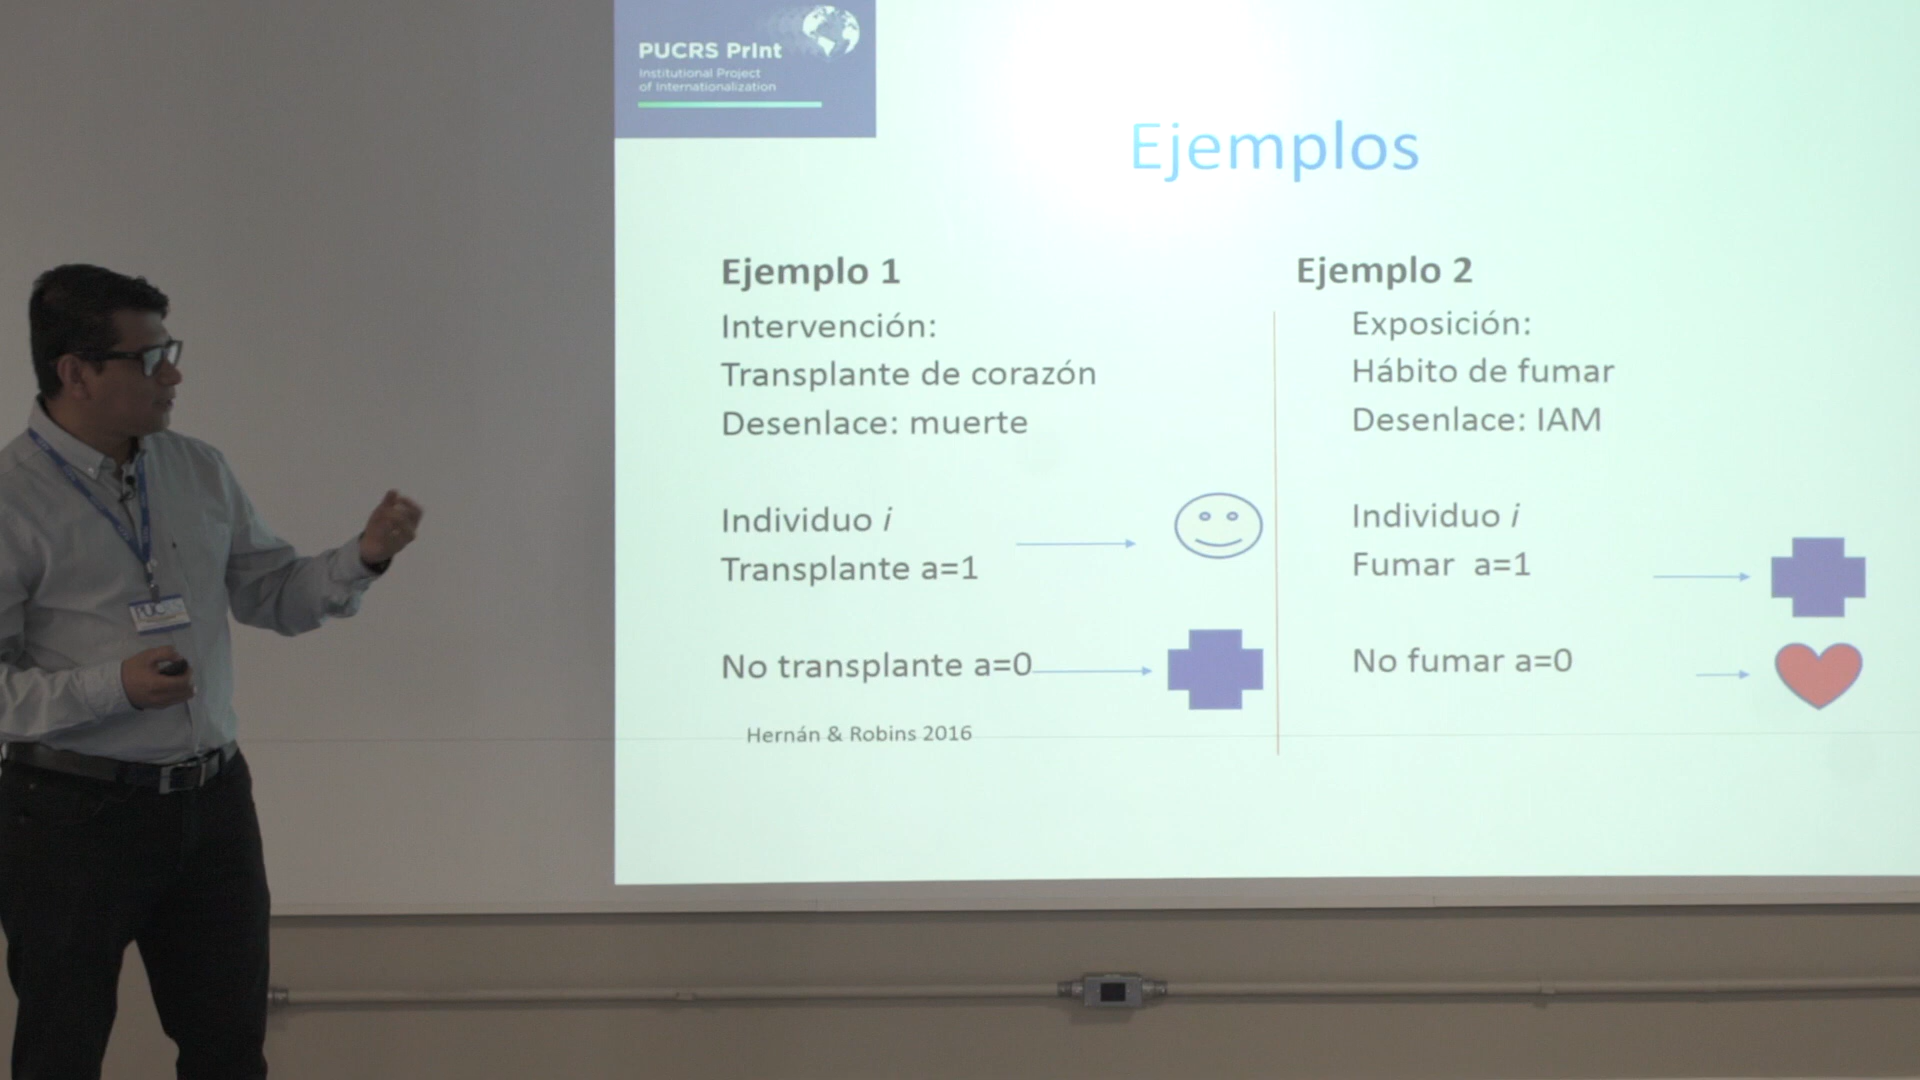 PUCRS PrInt
Institutional Project
of Internationalization
Ejemplos
Ejemplo 1
Intervención:
Transplante de corazón
Desenlace: muerte
Individuo i
Transplante a=1
No transplante a=0
Hernán & Robins 2016
Ejemplo 2
Exposición:
Hábito de fumar
Desenlace: IAM
Individuo i
Fumar a=1
No fumar a=0
PUCRS